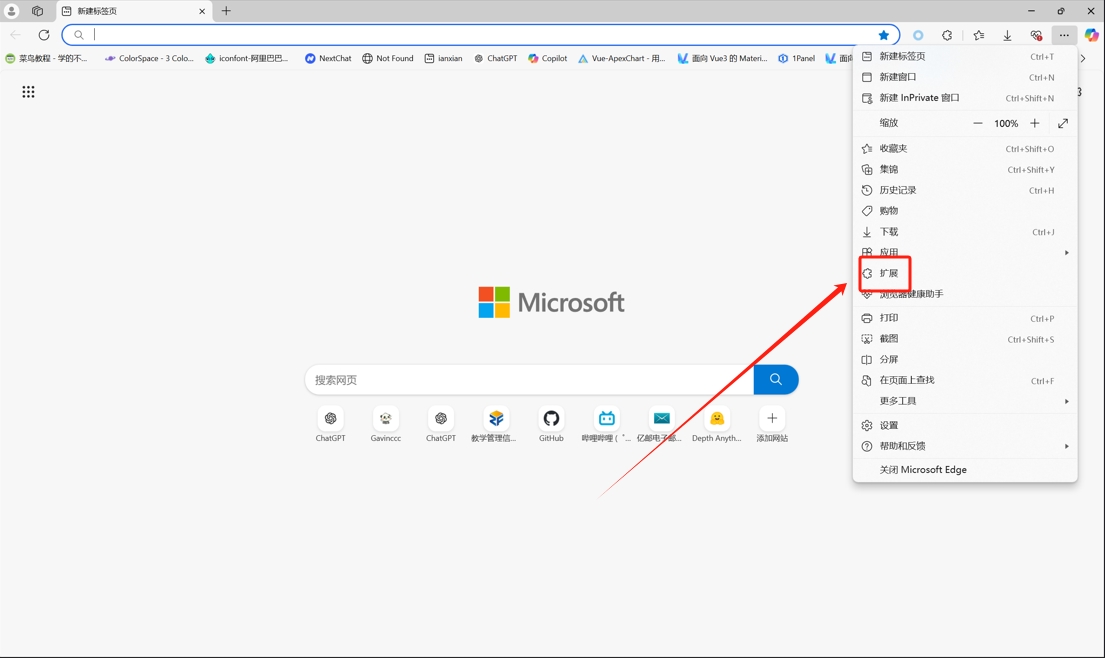 新建标签页
菜鸟教程 - 学的不...
ColorSpace - 3 Colo...
iconfont-阿里巴巴...
NextChat
Not Found
ianxian
ChatGPT
Copilot
Vue-ApexChart - 用...
面向 Vue3 的 Materi...
1Panel
面向
新建标签页 Ctrl+T
新建窗口 Ctrl+N
新建 InPrivate 窗口 Ctrl+Shift+N
缩放 100%
收藏夹 Ctrl+Shift+O
集锦 Ctrl+Shift+Y
历史记录 Ctrl+H
购物
下载 Ctrl+J
应用
扩展
浏览器健康助手
打印 Ctrl+P
截图 Ctrl+Shift+S
分屏
在页面上查找 Ctrl+F
更多工具
设置
帮助和反馈
关闭 Microsoft Edge
Microsoft
搜索网页
ChatGPT
Gavinccc
ChatGPT
教学管理信...
GitHub
哔哩哔哩 ( ゜...
亿邮电子邮...
Depth Anyth...
添加网站